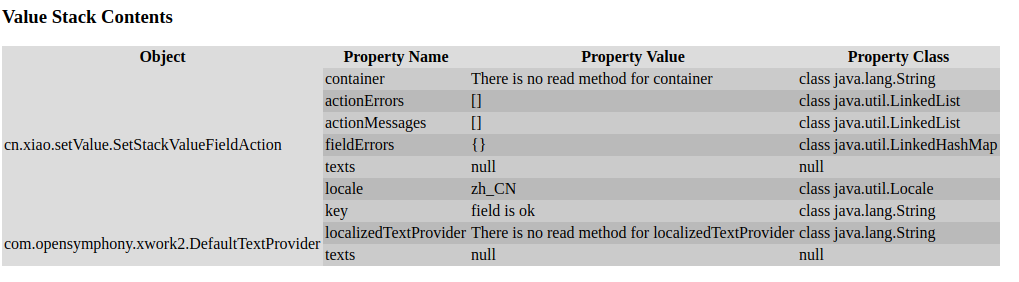 Value Stack Contents
Object Property Name Property Value Property Class
container There is no read method for container class java.lang.String
actionErrors [] class java.util.LinkedList
actionMessages [] class java.util.LinkedList
cn.xiao.setValue.SetStackValueFieldAction fieldErrors {} class java.util.LinkedHashMap
texts null null
locale zh_CN class java.util.Locale
key field is ok class java.lang.String
com.opensymphony.xwork2.DefaultTextProvider localizedTextProvider There is no read method for localizedTextProvider class java.lang.String
texts null null